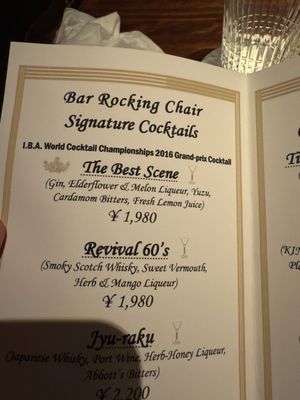 Bar Rocking Chair
Signature Cocktails
I.B.A. World Cocktail Championships 2016 Grand-prix Cocktail
The Best Scene
(Gin, Elderflower & Melon Liqueur, Yuzu,
Cardamom Bitters, Fresh Lemon Juice)
¥ 1,980
Revival 60's
(Smoky Scotch Whisky, Sweet Vermouth,
Herb & Mango Liqueur)
¥ 1,980
Jyu-raku
(Japanese Whisky, Port Wine, Herb-Honey Liqueur,
Abbott's Bitters)
¥ 2,200